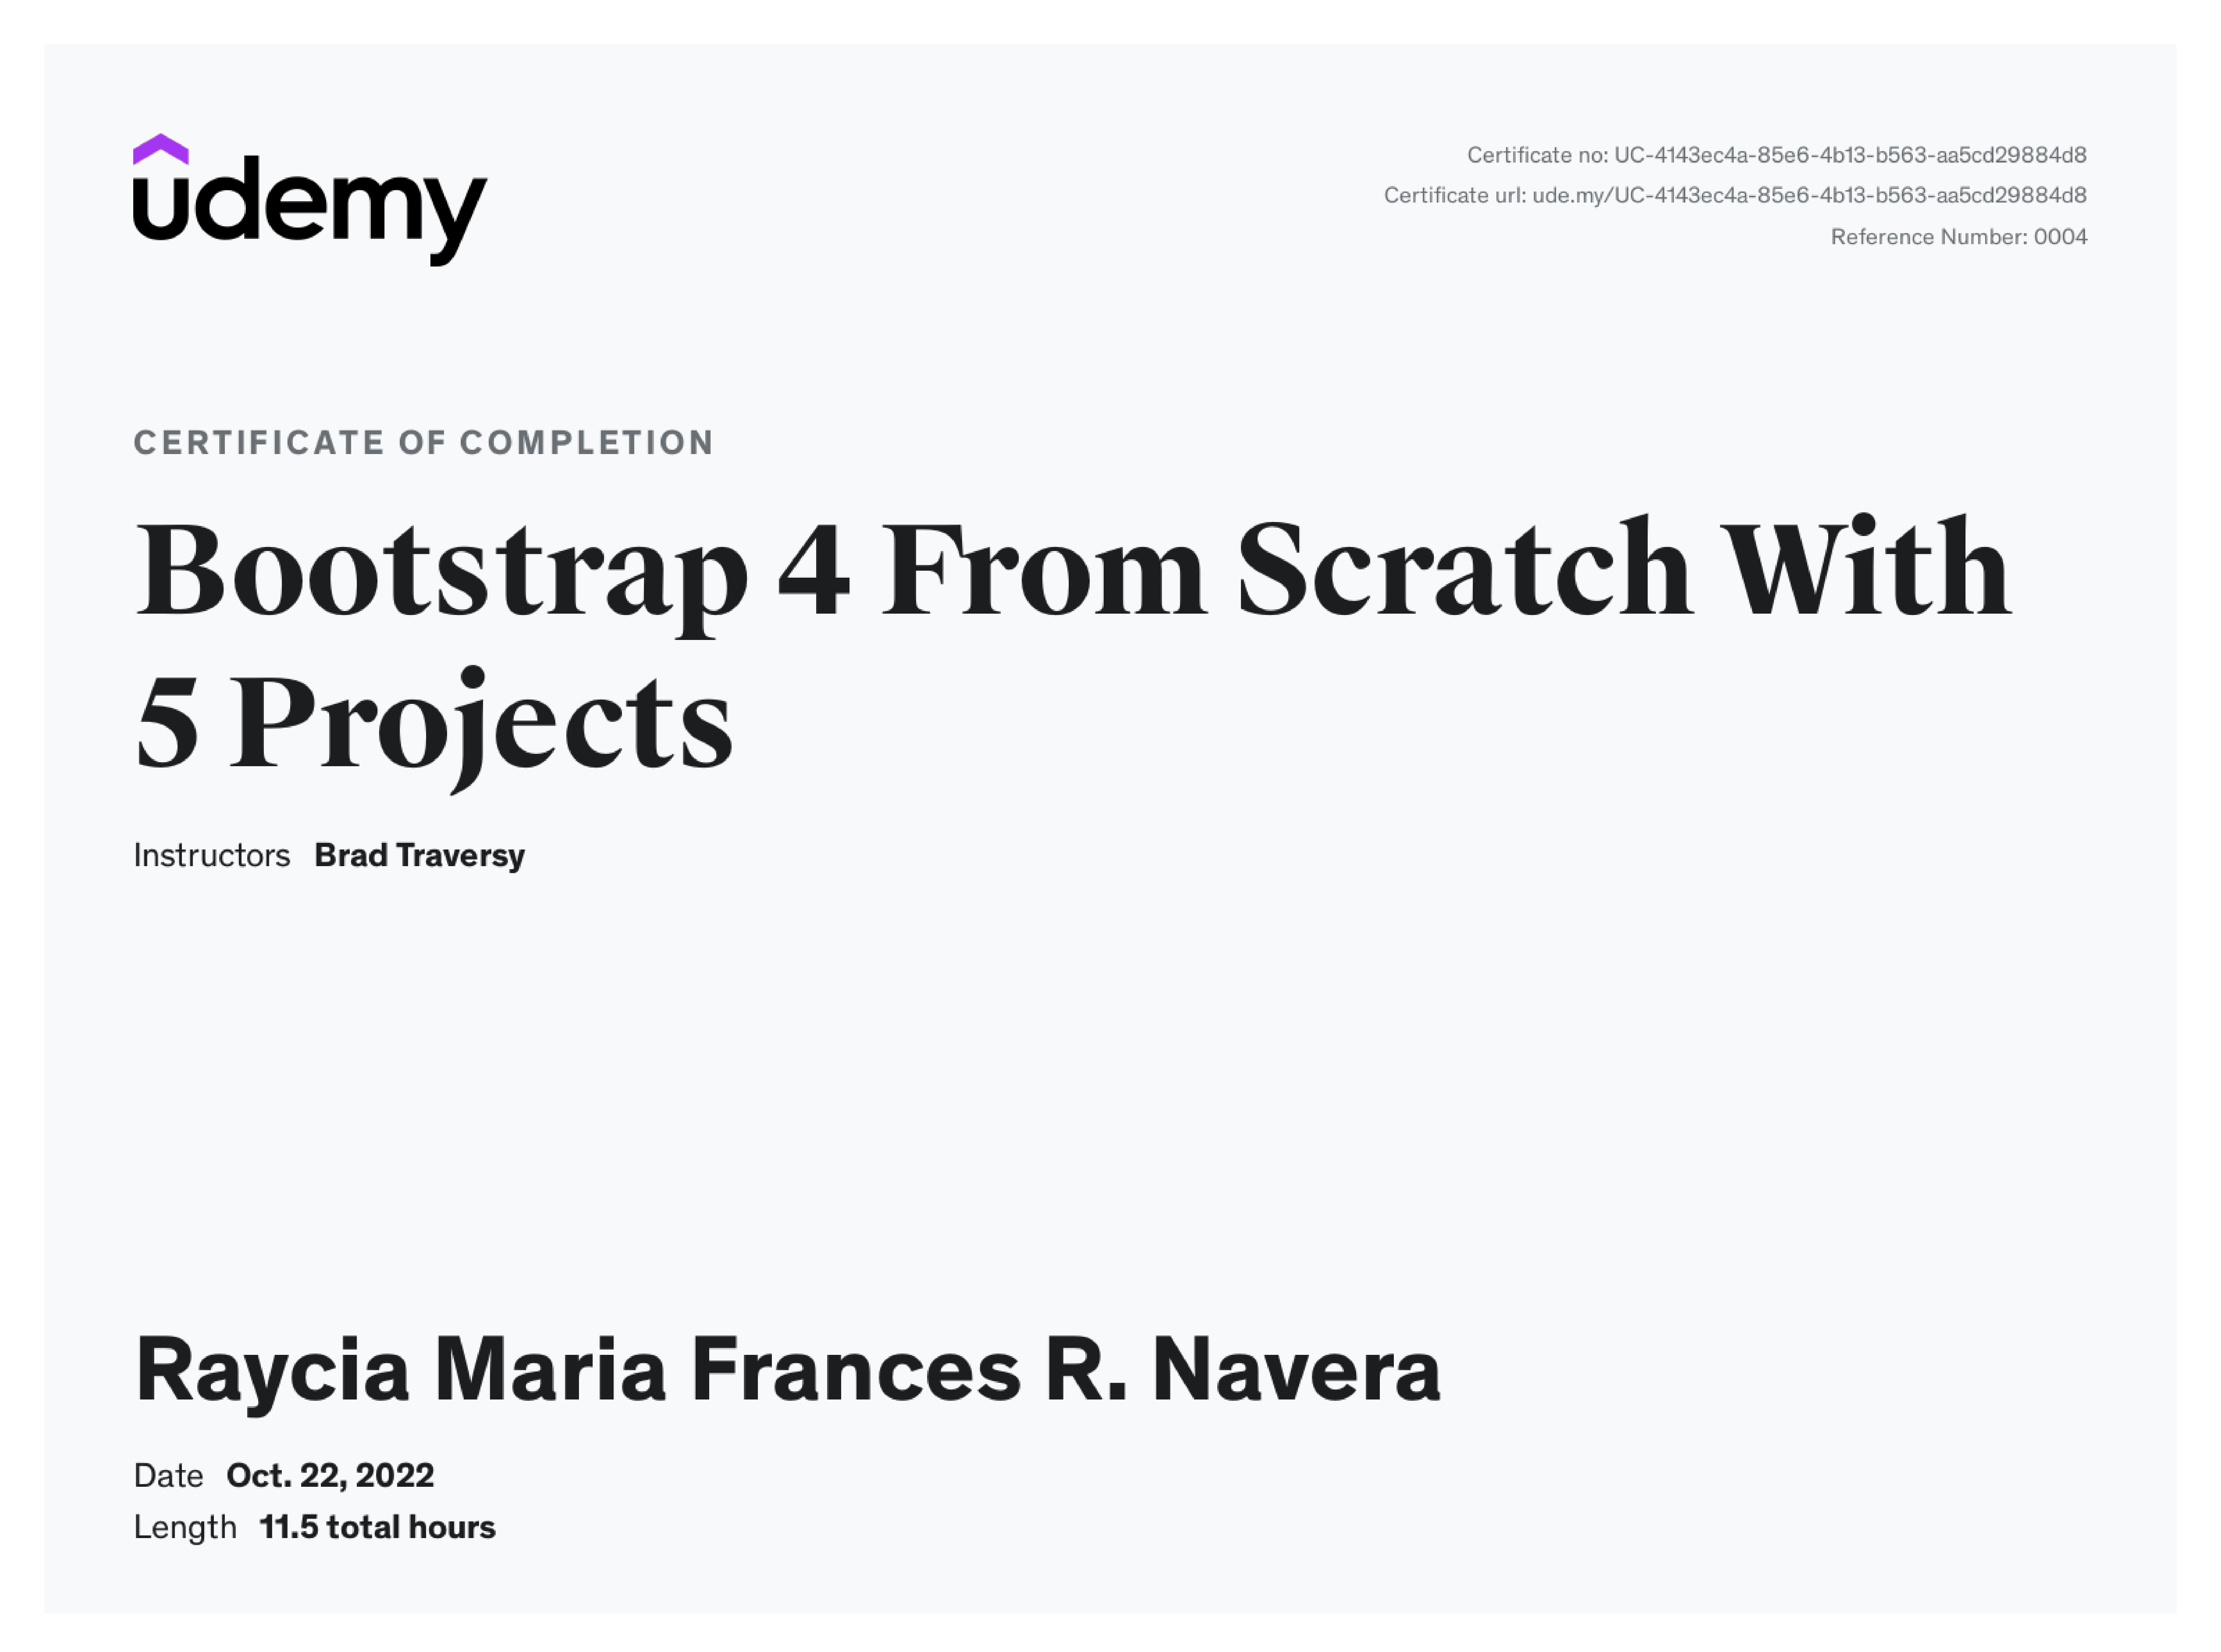 udemy
Certificate no: UC-4143ec4a-85e6-4b13-b563-aa5cd29884d8
Certificate url: ude.my/UC-4143ec4a-85e6-4b13-b563-aa5cd29884d8
Reference Number: 0004
CERTIFICATE OF COMPLETION
Bootstrap 4 From Scratch With
5 Projects
Instructors Brad Traversy
Raycia Maria Frances R. Navera
Date Oct. 22, 2022
Length 11.5 total hours